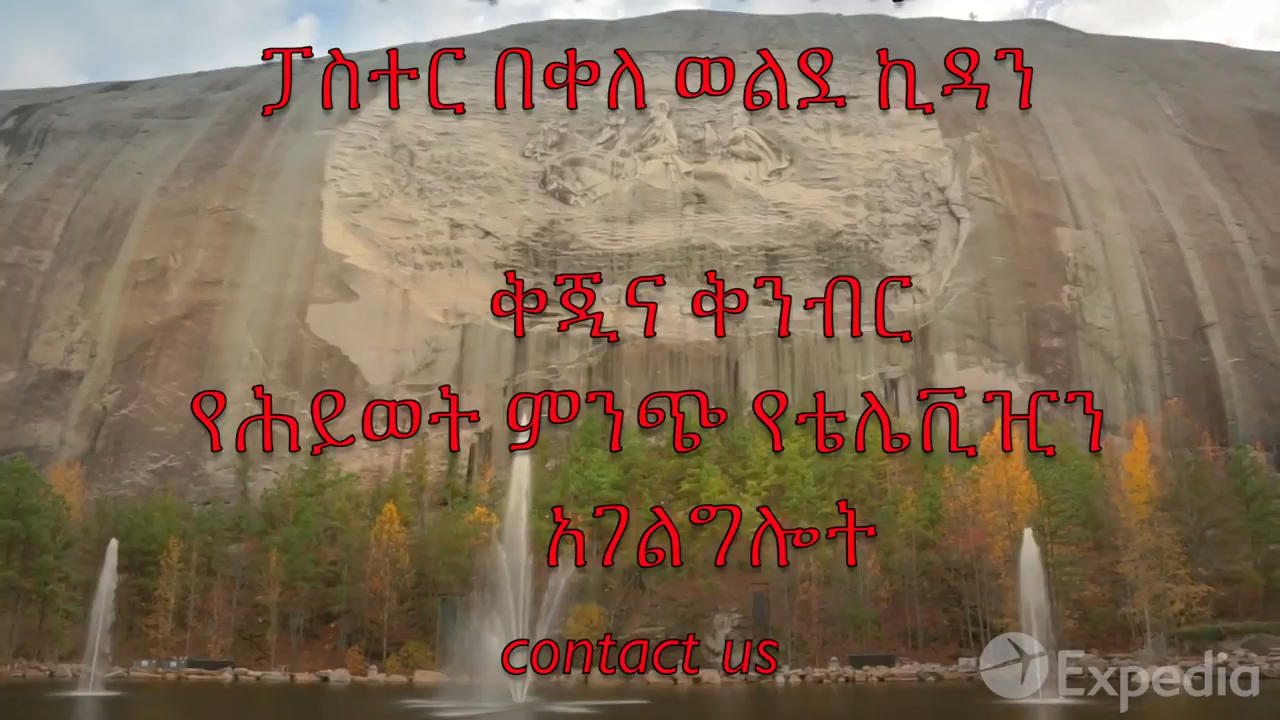 ፓስተር በቀለ ወልደ ኪዳን
ቅጂና ቅንብር
የሕይወት ምንጭ የቴሌቪዥን
አገልግሎት
contact us
Expedia